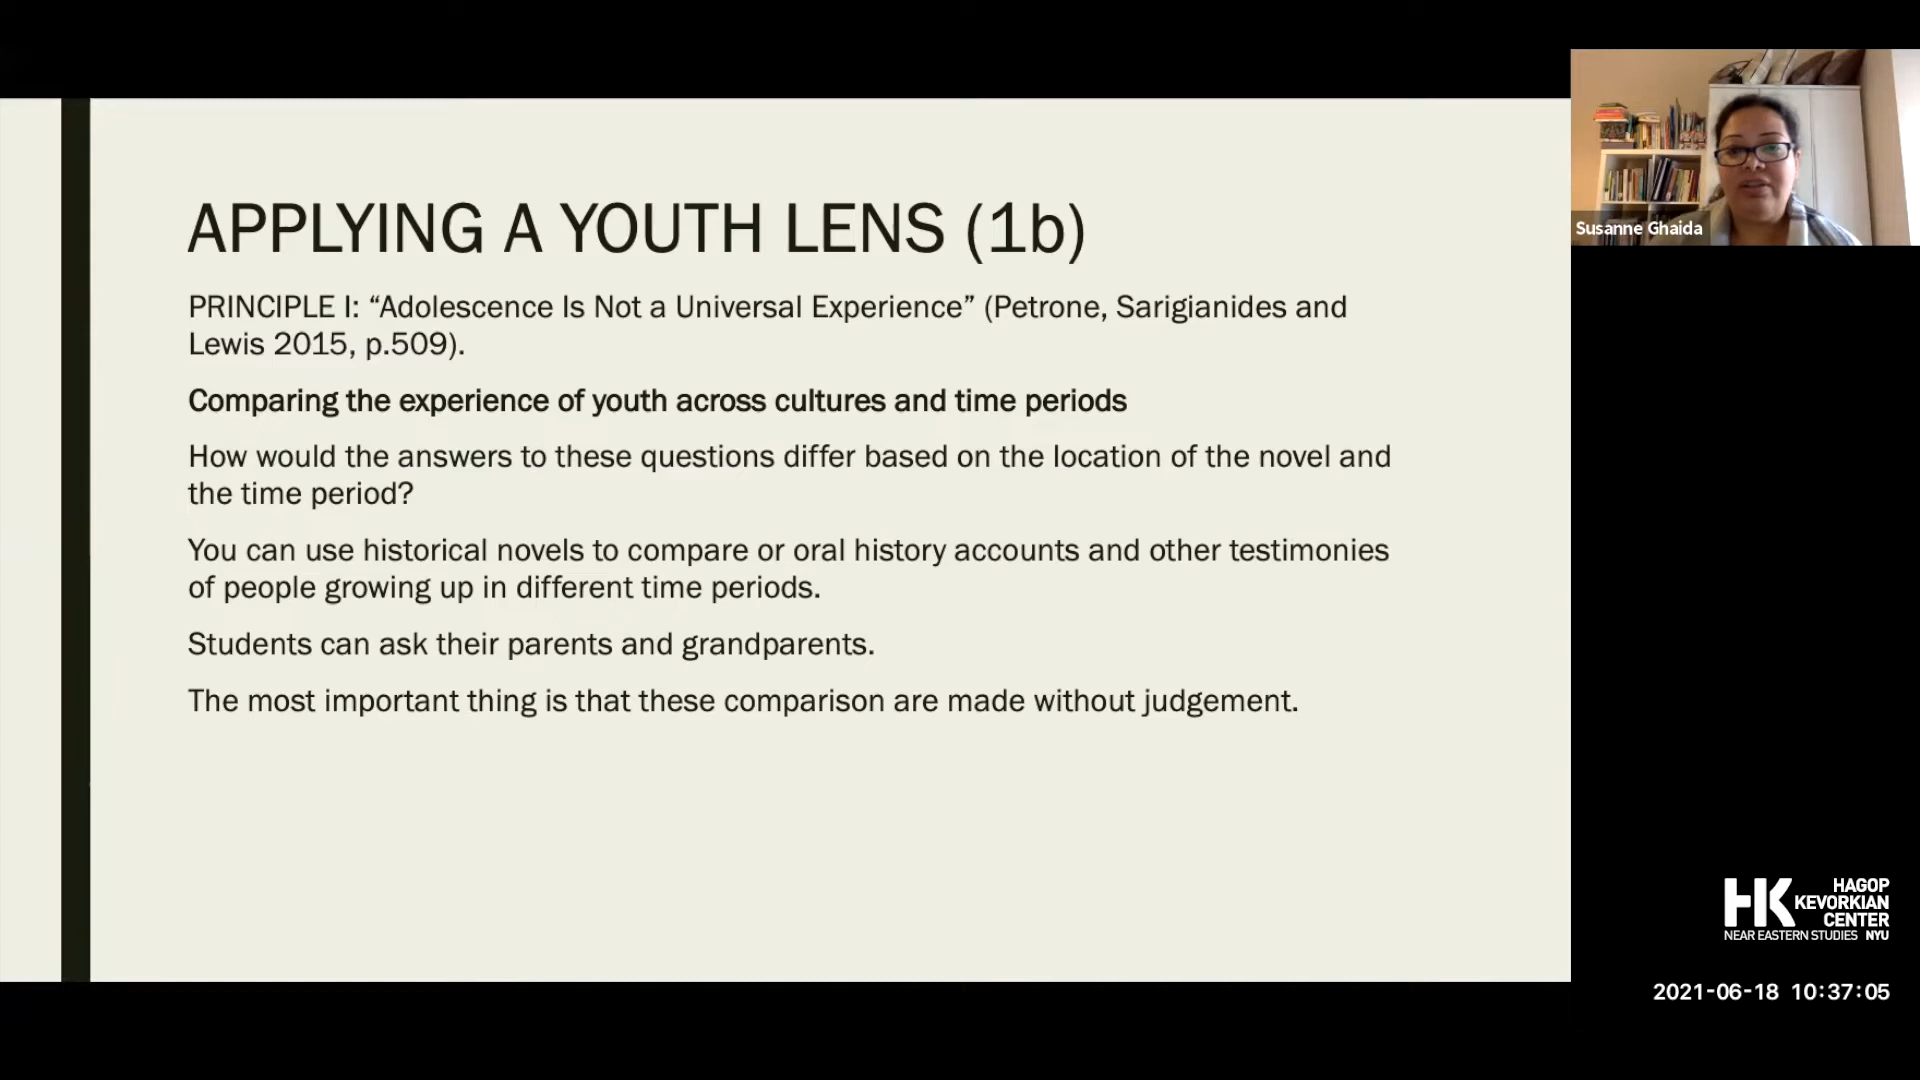 APPLYING A YOUTH LENS (1b)
PRINCIPLE I: “Adolescence Is Not a Universal Experience” (Petrone, Sarigianides and
Lewis 2015, p.509).
Comparing the experience of youth across cultures and time periods
How would the answers to these questions differ based on the location of the novel and
the time period?
You can use historical novels to compare or oral history accounts and other testimonies
of people growing up in different time periods.
Students can ask their parents and grandparents.
The most important thing is that these comparison are made without judgement.
Susanne Ghaida
HK HAGOP
KEVORKIAN
CENTER
NEAR EASTERN STUDIES NYU
2021-06-18 10:37:05